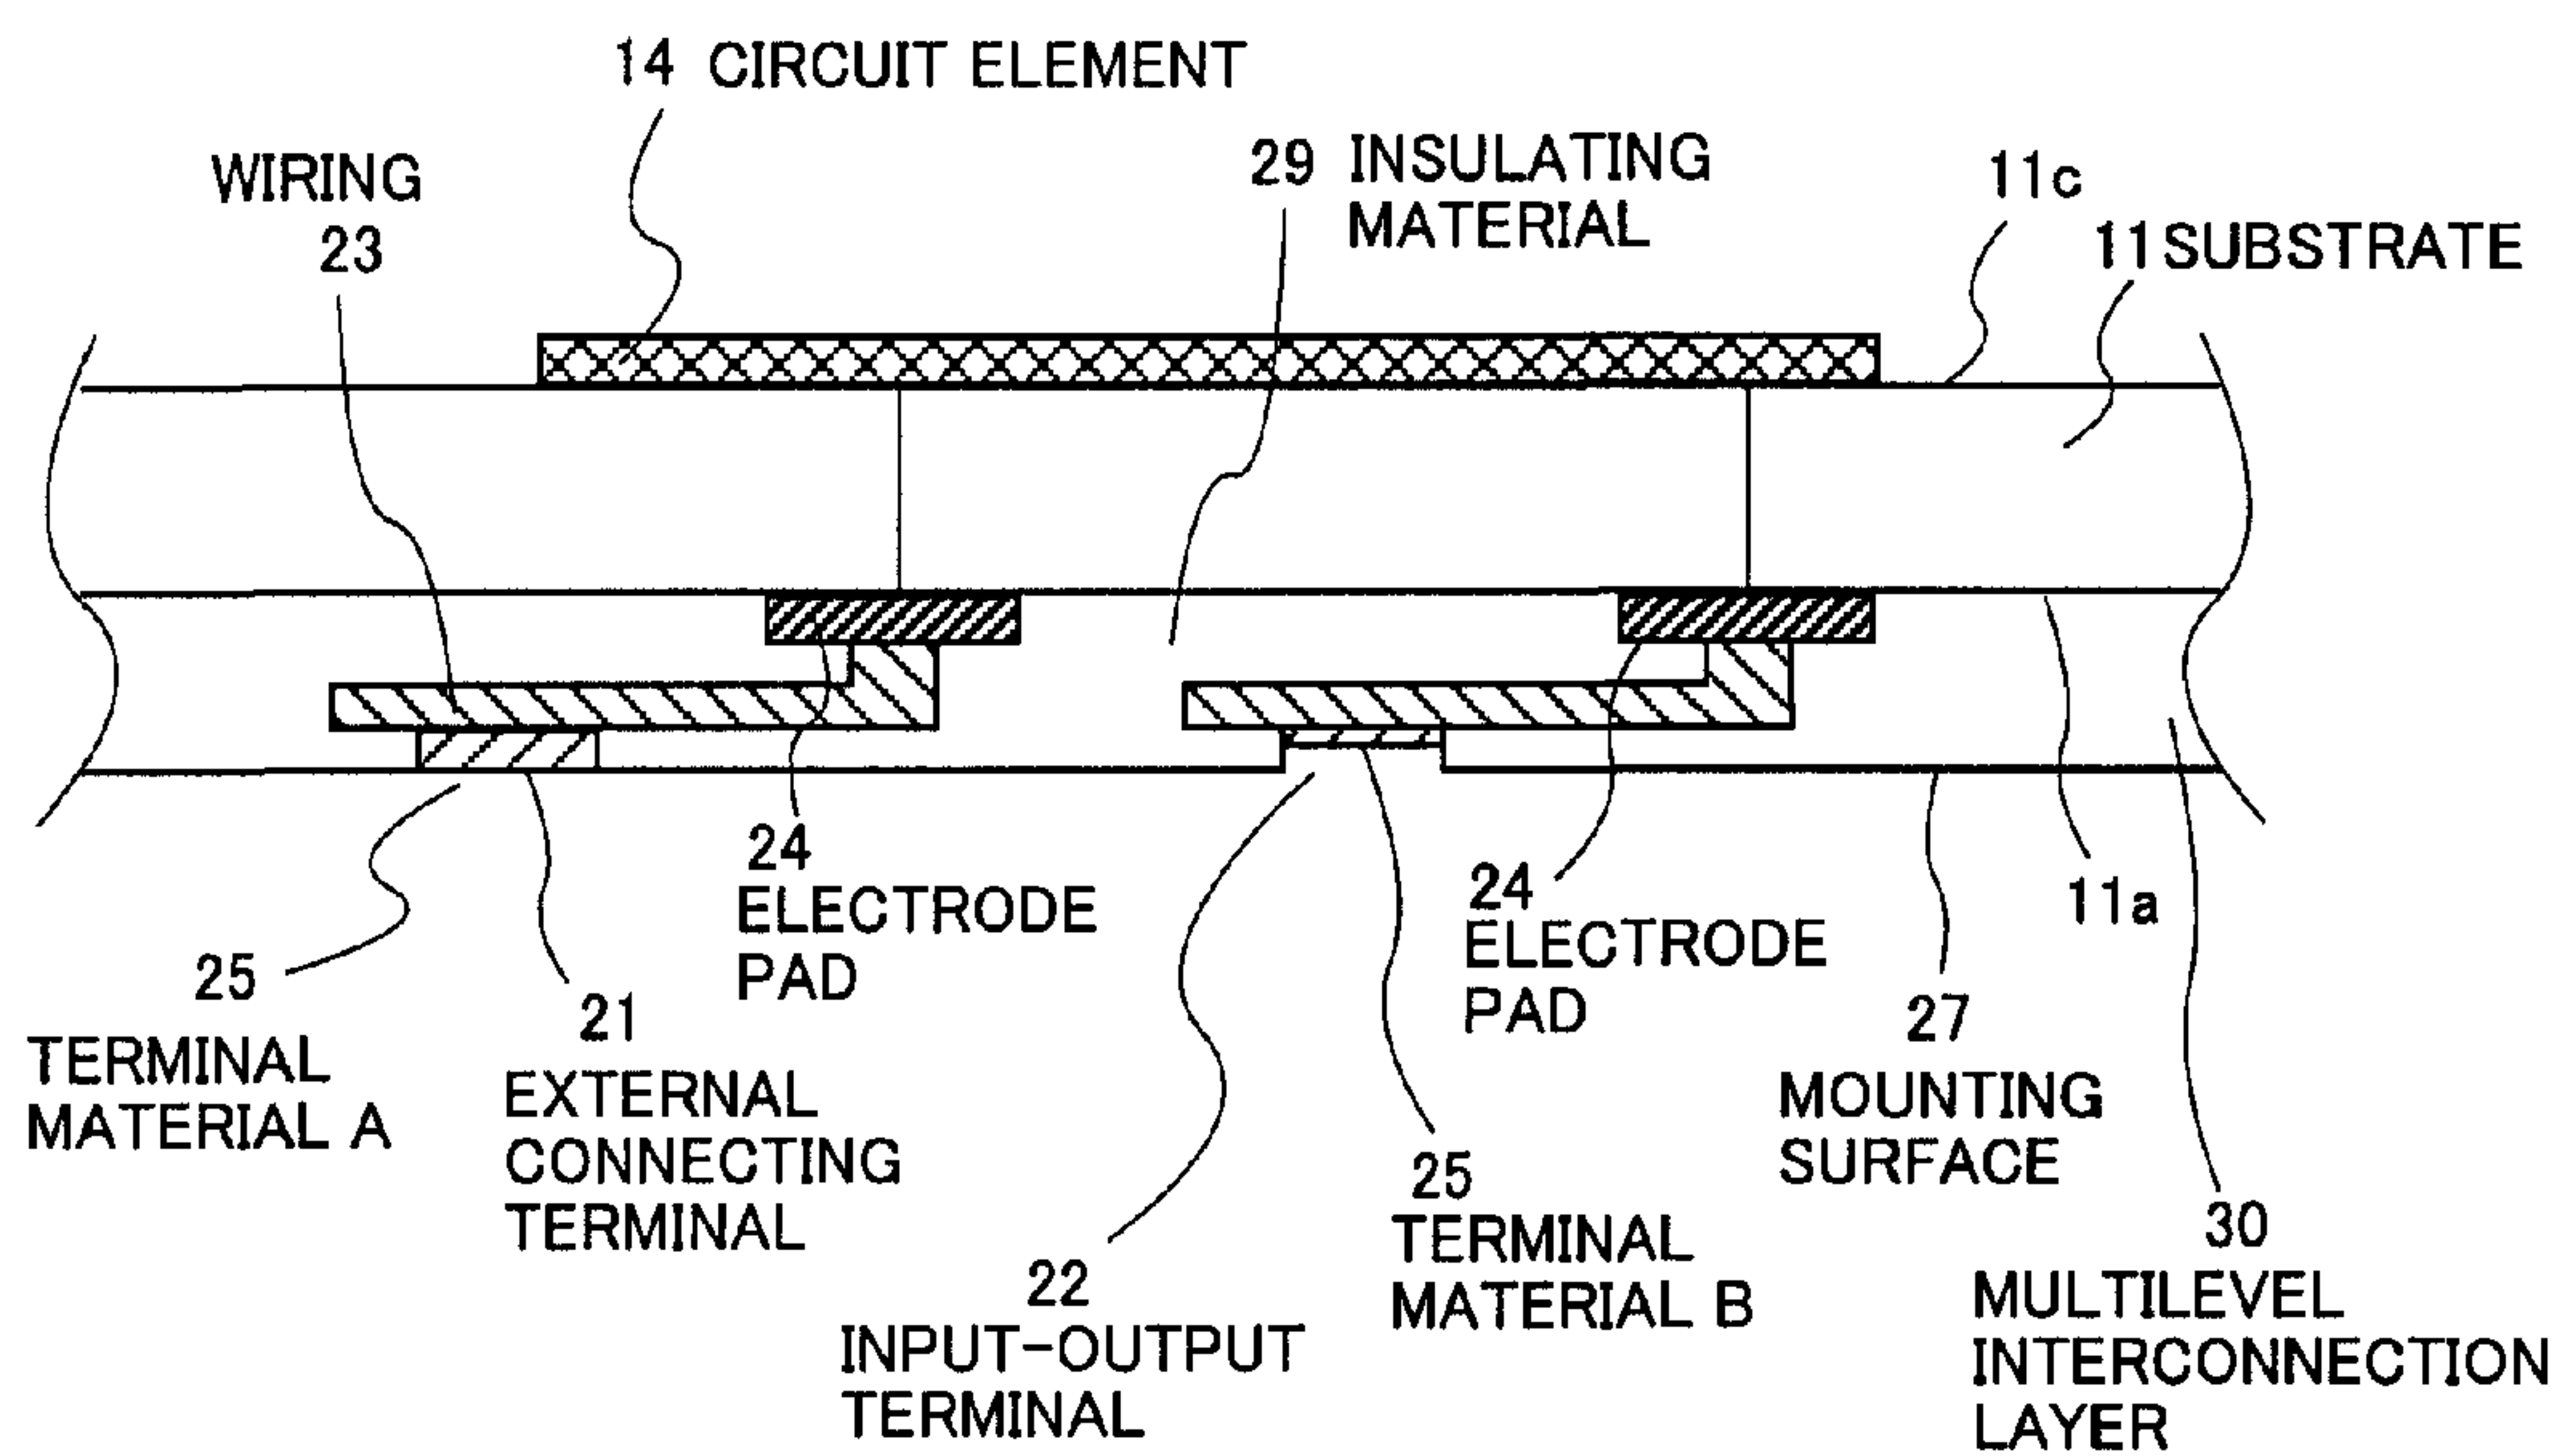 14 CIRCUIT ELEMENT
WIRING
23
29 INSULATING
MATERIAL
11c
11 SUBSTRATE
24
ELECTRODE
PAD
24
ELECTRODE
PAD
11a
25
TERMINAL
MATERIAL A
21
EXTERNAL
CONNECTING
TERMINAL
22
INPUT-OUTPUT
TERMINAL
25
TERMINAL
MATERIAL B
27
MOUNTING
SURFACE
30
MULTILEVEL
INTERCONNECTION
LAYER